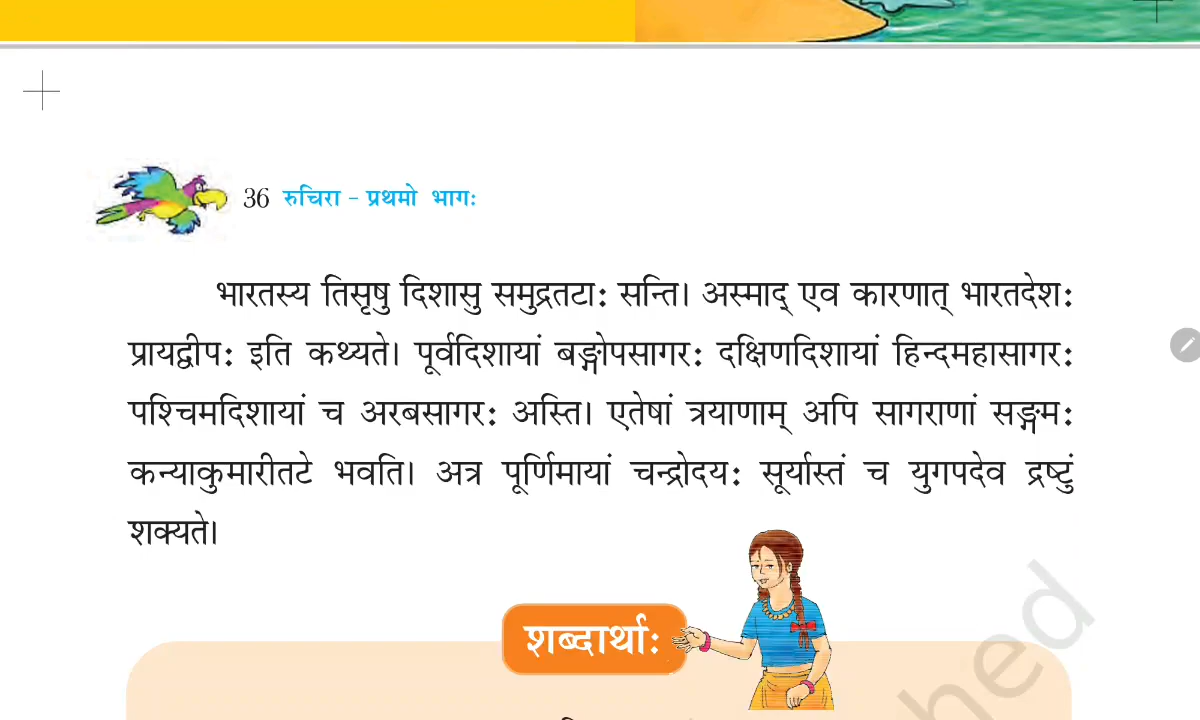 36 रुचिरा - प्रथमो भागः
भारतस्य तिसृषु दिशासु समुद्रतटाः सन्ति। अस्माद् एव कारणात् भारतदेशः
प्रायद्वीपः इति कथ्यते। पूर्वदिशायां बङ्गोपसागरः दक्षिणदिशायां हिन्दमहासागरः
पश्चिमदिशायां च अरबसागरः अस्ति। एतेषां त्रयाणाम् अपि सागराणां सङ्गमः
कन्याकुमारीतटे भवति। अत्र पूर्णिमायां चन्द्रोदयः सूर्यास्तं च युगपदेव द्रष्टुं
शक्यते।
शब्दार्थाः
hed